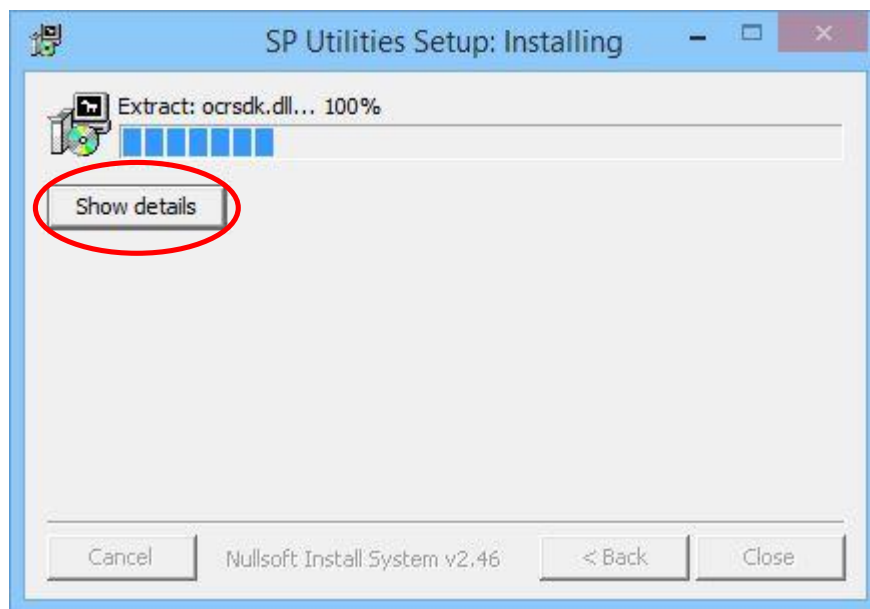 SP Utilities Setup: Installing
Extract: ocrsdk.dll... 100%
Show details
Cancel Nullsoft Install System v2.46 < Back Close